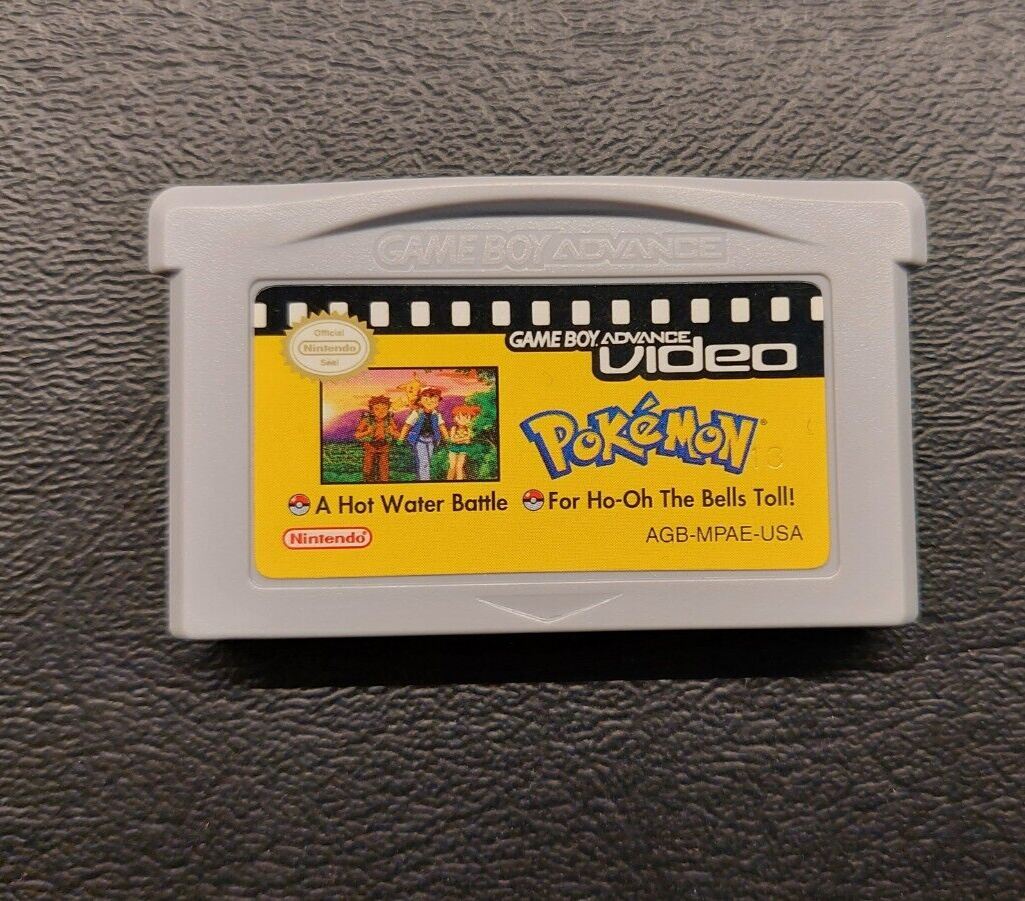 GAME BOY ADVANCE
Official
Nintendo
Seal
GAME BOY ADVANCE
video
POKéMON®
13
A Hot Water Battle
For Ho-Oh The Bells Toll!
Nintendo®
AGB-MPAE-USA